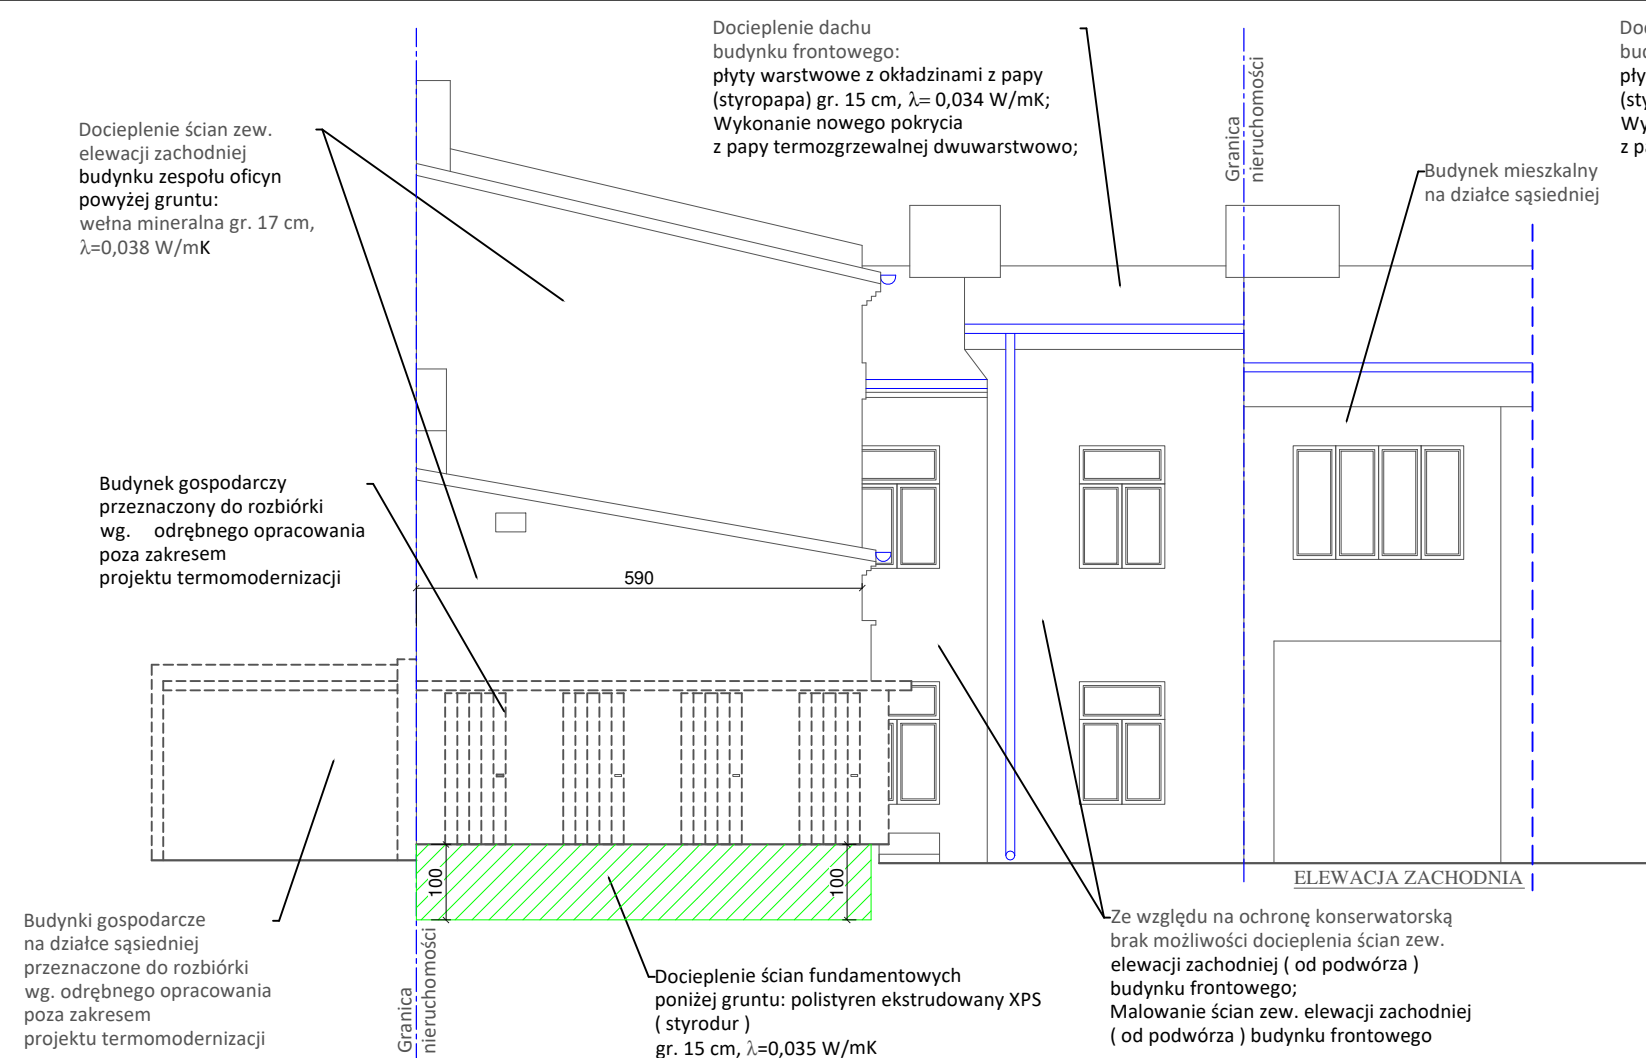 Docieplenie dachu
budynku frontowego:
płyty warstwowe z okładzinami z papy
(styropapa) gr. 15 cm, λ= 0,034 W/mK;
Wykonanie nowego pokrycia
z papy termozgrzewalnej dwuwarstwowo;
Docieplenie ścian zew.
elewacji zachodniej
budynku zespołu oficyn
powyżej gruntu:
wełna mineralna gr. 17 cm,
λ=0,038 W/mK
Granica
nieruchomości
Budynek mieszkalny
na działce sąsiedniej
Budynek gospodarczy
przeznaczony do rozbiórki
wg. odrębnego opracowania
poza zakresem
projektu termomodernizacji
590
100
100
ELEWACJA ZACHODNIA
Budynki gospodarcze
na działce sąsiedniej
przeznaczone do rozbiórki
wg. odrębnego opracowania
poza zakresem
projektu termomodernizacji
Granica
nieruchomości
Docieplenie ścian fundamentowych
poniżej gruntu: polistyren ekstrudowany XPS
( styrodur )
gr. 15 cm, λ=0,035 W/mK
Ze względu na ochronę konserwatorską
brak możliwości docieplenia ścian zew.
elewacji zachodniej ( od podwórza )
budynku frontowego;
Malowanie ścian zew. elewacji zachodniej
( od podwórza ) budynku frontowego